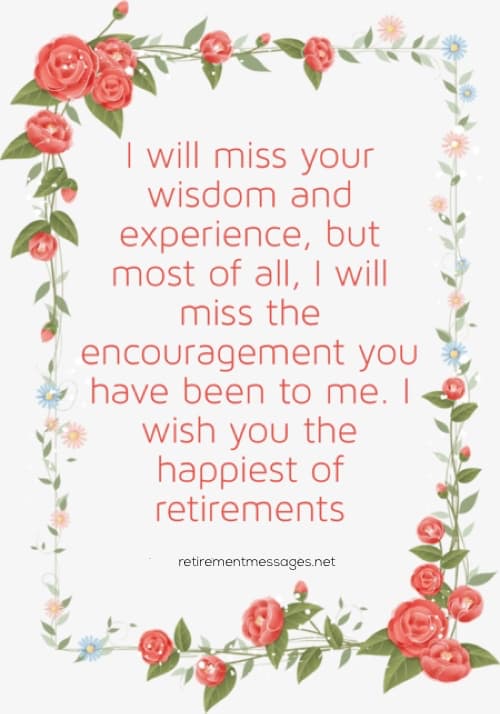 I will miss your
wisdom and
experience, but
most of all, I will
miss the
encouragement you
have been to me. I
wish you the
happiest of
retirements
retirementmessages.net